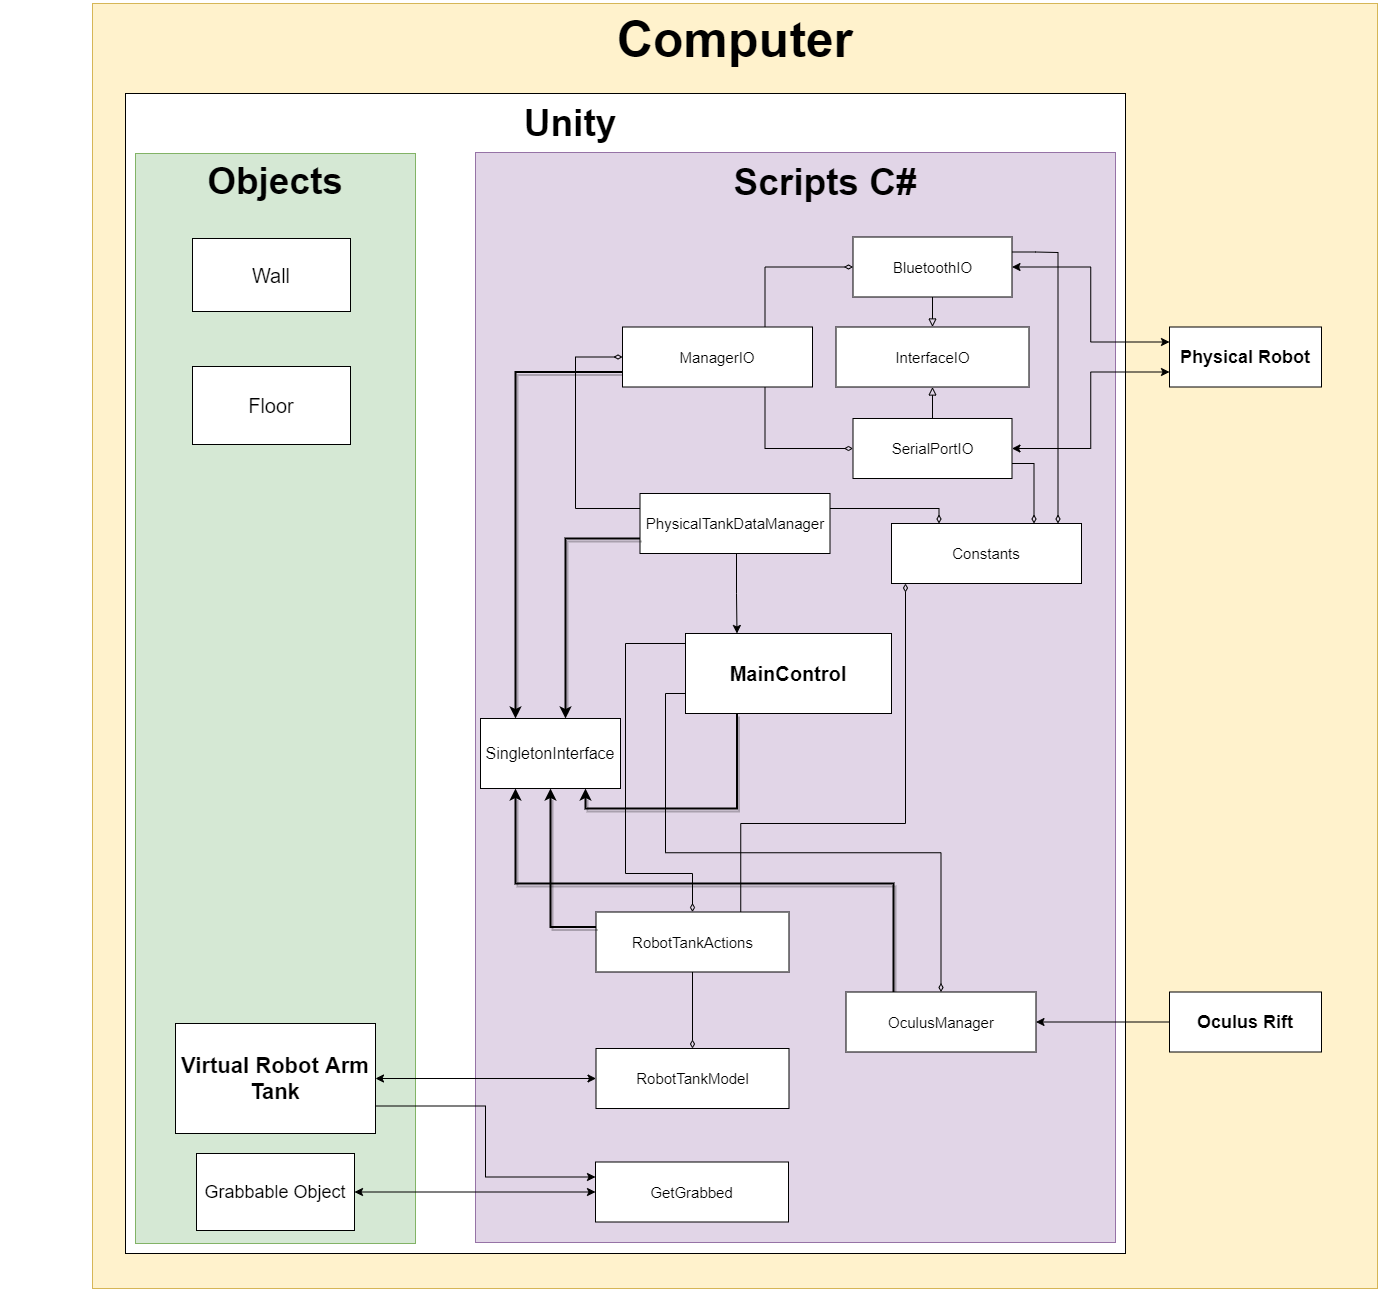 Computer
Unity
Objects
Scripts C#
Wall
BluetoothIO
ManagerIO
InterfaceIO
Physical Robot
Floor
SerialPortIO
PhysicalTankDataManager
Constants
MainControl
SingletonInterface
RobotTankActions
OculusManager
Oculus Rift
Virtual Robot Arm
Tank
RobotTankModel
Grabbable Object
GetGrabbed